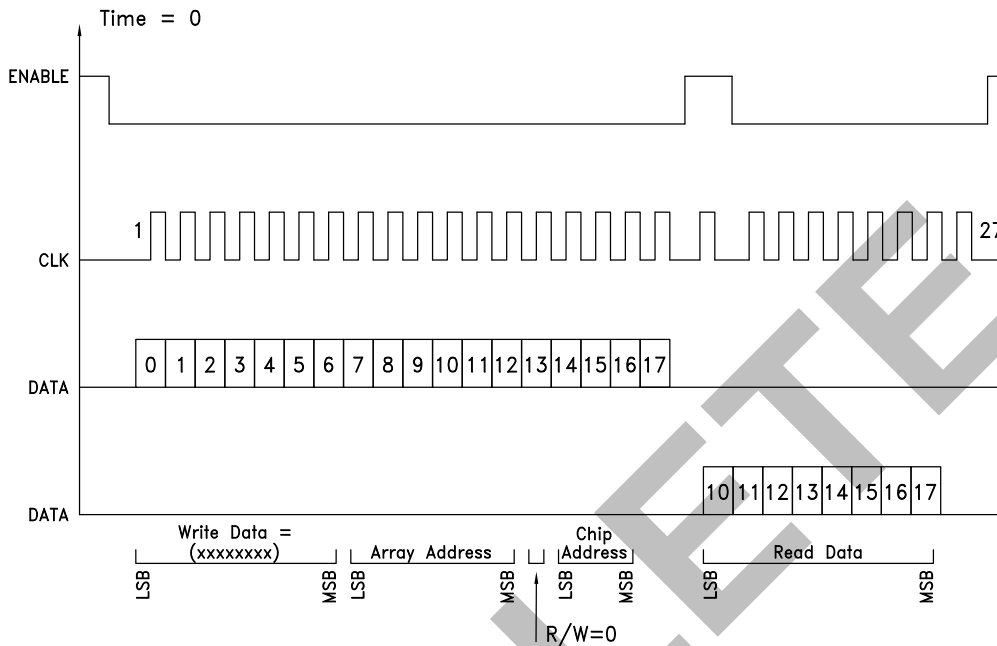 Time = 0
ENABLE
1
27
CLK
0 1 2 3 4 5 6 7 8 9 10 11 12 13 14 15 16 17
DATA
10 11 12 13 14 15 16 17
DATA
Write Data =
(xxxxxxxx)
Array Address
Chip
Address
Read Data
LSB MSB LSB MSB LSB MSB LSB MSB
R/W=0